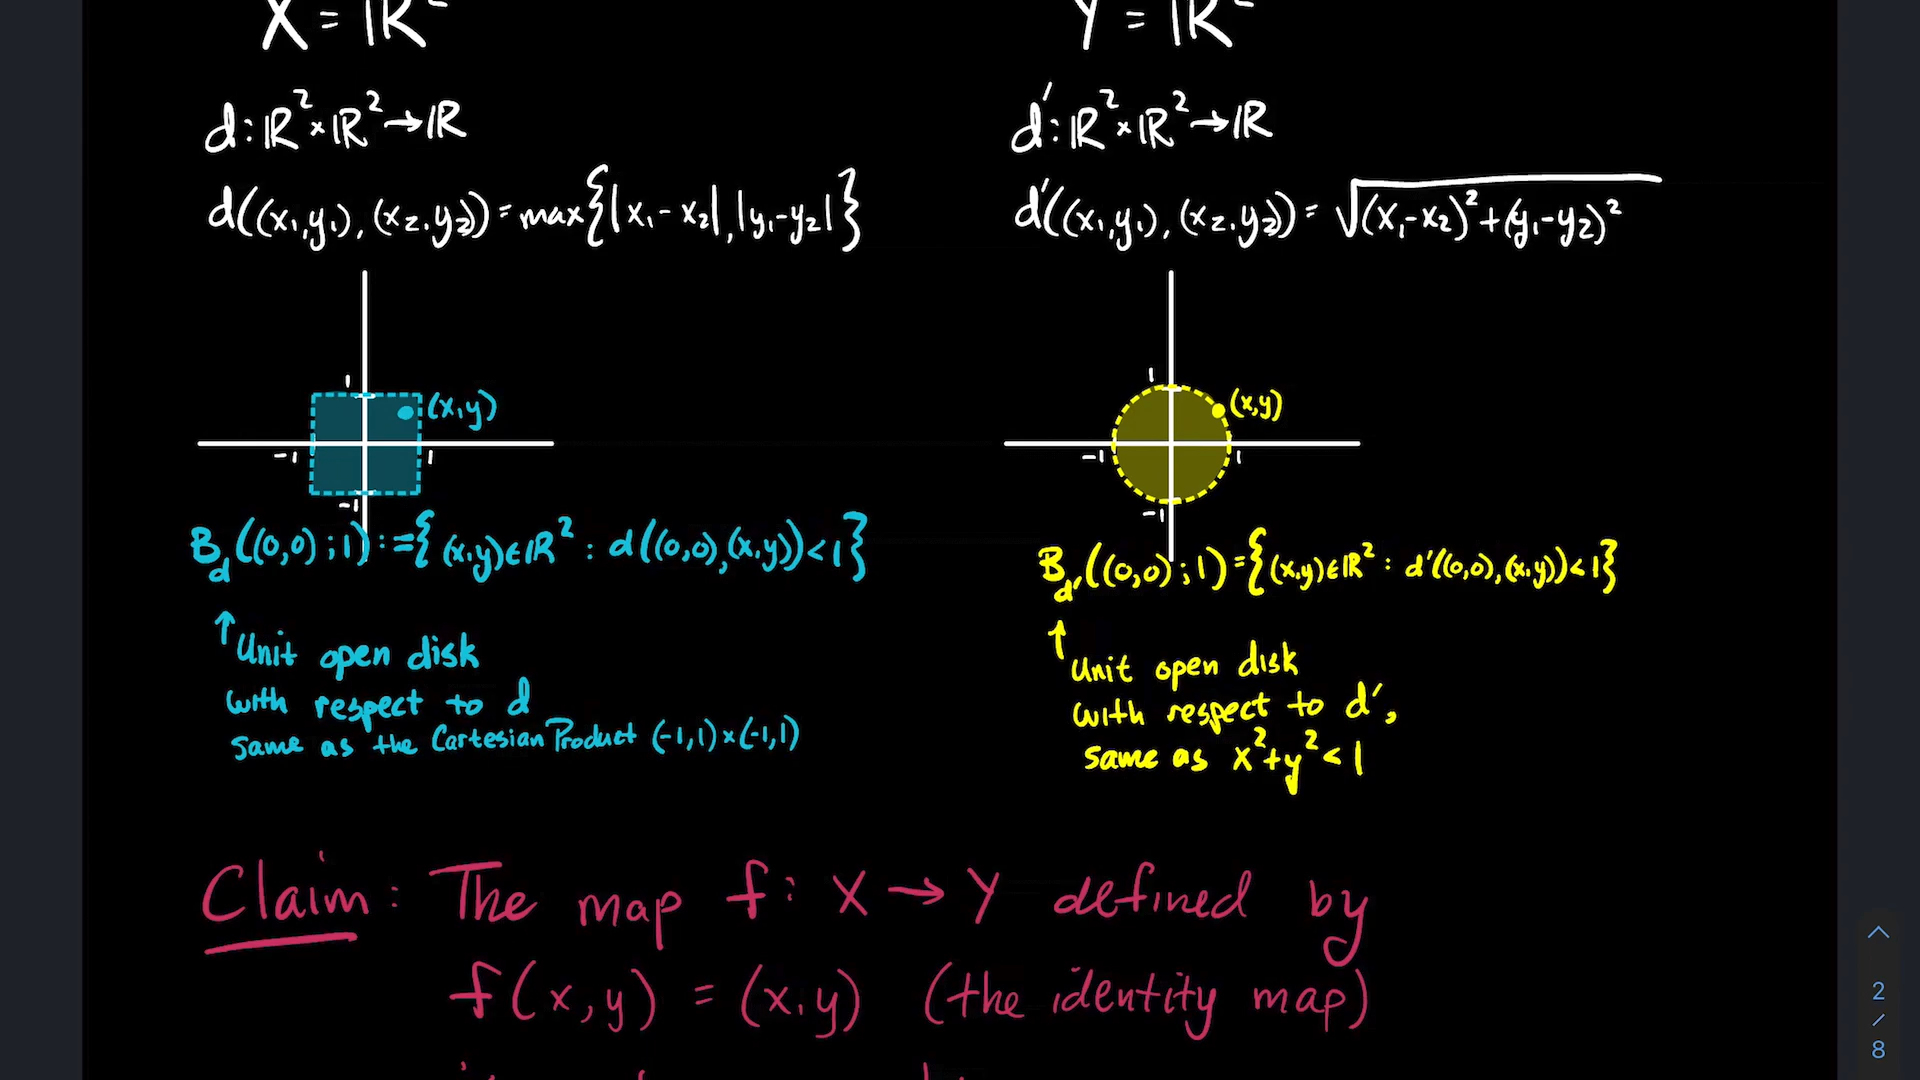 X = ℝ²
d : ℝ² × ℝ² → ℝ
d((x₁,y₁), (x₂,y₂)) = max{|x₁-x₂|, |y₁-y₂|}
1
(x,y)
-1
1
-1
B_d((0,0);1) := {(x,y)∈ℝ² : d((0,0),(x,y))<1}
↑ Unit open disk
with respect to d
same as the Cartesian Product (-1,1)×(-1,1)
Y = ℝ²
d′ : ℝ² × ℝ² → ℝ
d′((x₁,y₁), (x₂,y₂)) = √((x₁-x₂)²+(y₁-y₂)²)
1
(x,y)
-1
1
-1
B_d′((0,0);1) = {(x,y)∈ℝ² : d′((0,0),(x,y))<1}
↑ Unit open disk
with respect to d′,
same as x²+y² < 1
Claim: The map f : X → Y defined by
f(x,y) = (x,y) (the identity map)
2
/
8